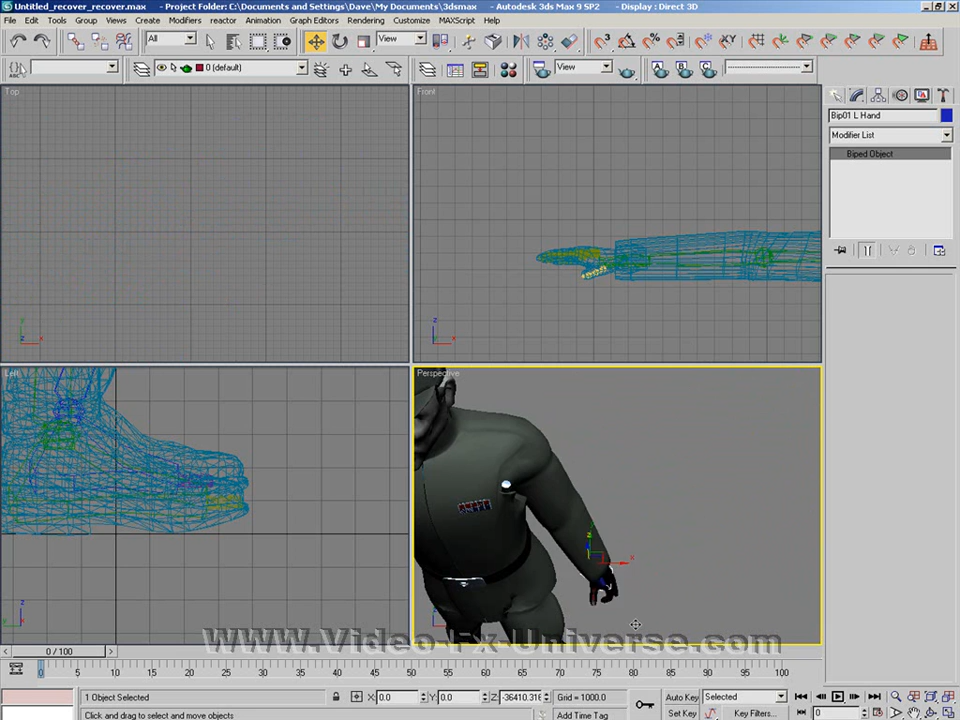 Untitled_recover_recover.max - Project Folder: C:\Documents and Settings\Dave\My Documents\3dsmax - Autodesk 3ds Max 9 SP2 - Display : Direct 3D
File Edit Tools Group Views Create Modifiers reactor Animation Graph Editors Rendering Customize MAXScript Help
All View
0 (default) View
Top
Front
Left
Perspective
Bip01 L Hand
Modifier List
Biped Object
www.Video-Fx-Universe.com
0 / 100
0 5 10 15 20 25 30 35 40 45 50 55 60 65 70 75 80 85 90 95 100
1 Object Selected X: 0.0 Y: 0.0 Z: -36410.316 Grid = 1000.0 Auto Key Selected
Click and drag to select and move objects Add Time Tag Set Key Key Filters... 0